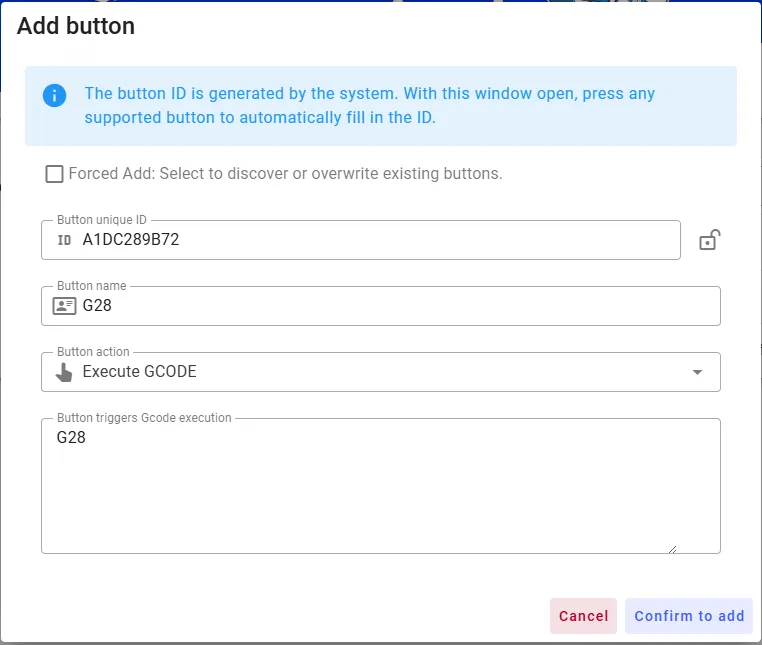 Add button
The button ID is generated by the system. With this window open, press any
supported button to automatically fill in the ID.
Forced Add: Select to discover or overwrite existing buttons.
Button unique ID
ID A1DC289B72
Button name
G28
Button action
Execute GCODE
Button triggers Gcode execution
G28
Cancel Confirm to add